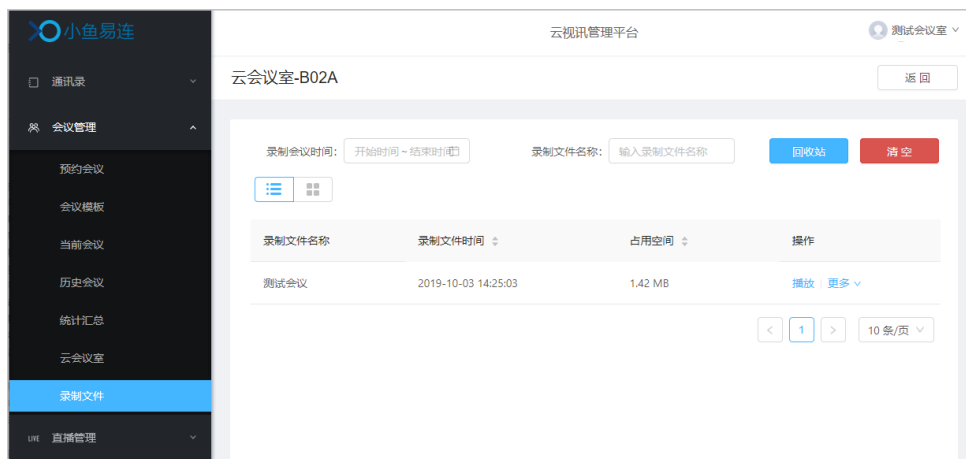 小鱼易连
云视讯管理平台
测试会议室
通讯录
云会议室-B02A
返 回
会议管理
录制会议时间: 开始时间 ~ 结束时间
录制文件名称: 输入录制文件名称
回收站
清 空
预约会议
会议模板
当前会议
历史会议
统计汇总
云会议室
录制文件
LIVE 直播管理
录制文件名称 录制文件时间 占用空间 操作
测试会议 2019-10-03 14:25:03 1.42 MB 播放 更多
< 1 > 10 条/页